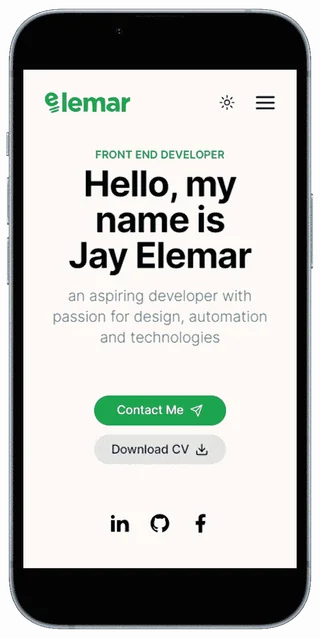 elemar
FRONT END DEVELOPER
Hello, my
name is
Jay Elemar
an aspiring developer with
passion for design, automation
and technologies
Contact Me
Download CV
in
f